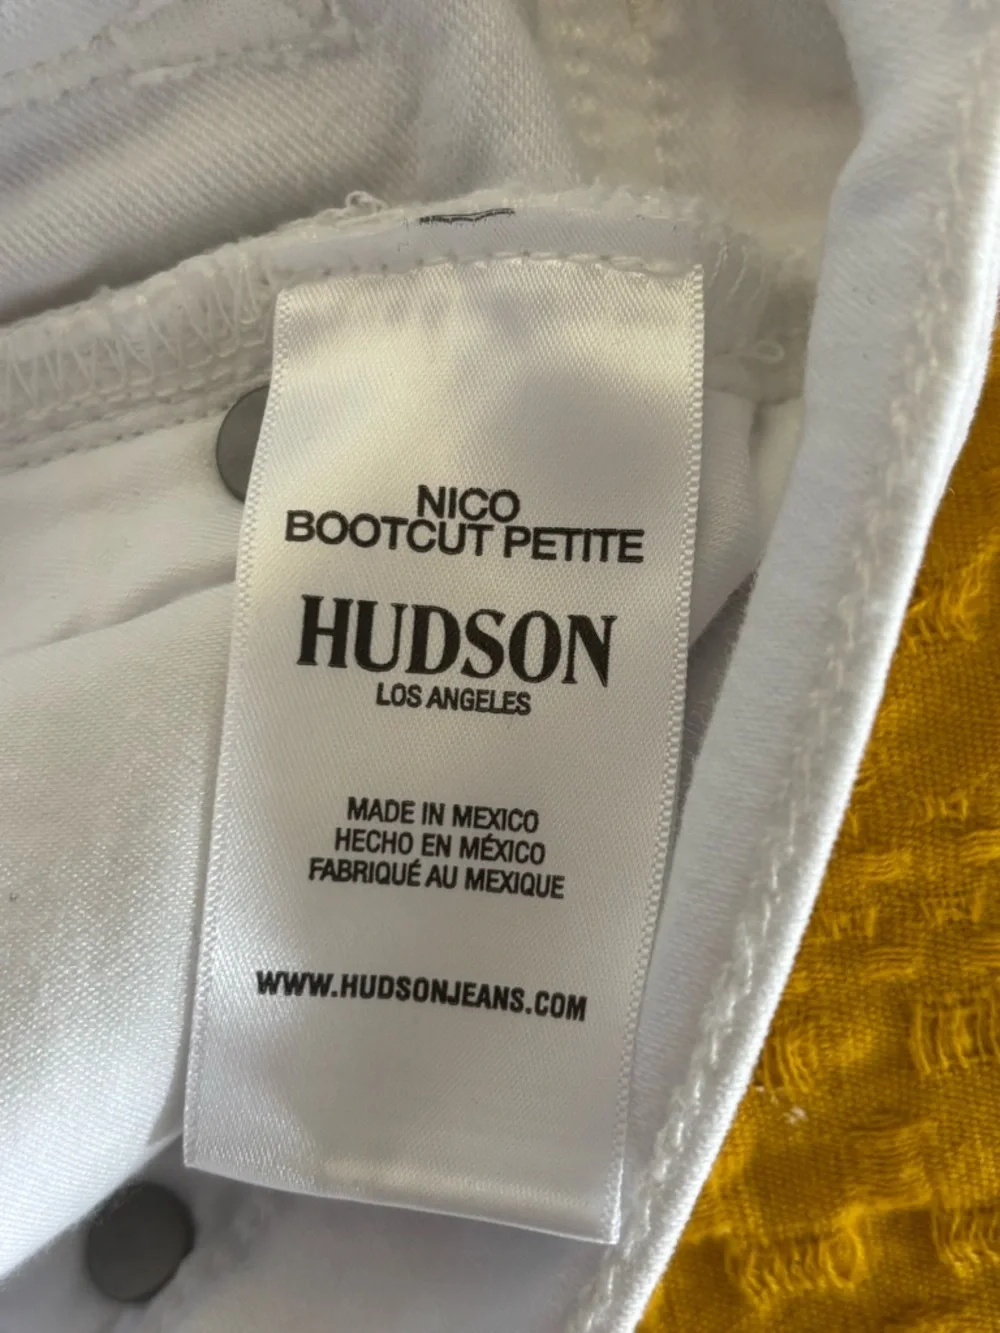 NICO
BOOTCUT PETITE
HUDSON
LOS ANGELES
MADE IN MEXICO
HECHO EN MÉXICO
FABRIQUÉ AU MEXIQUE
WWW.HUDSONJEANS.COM